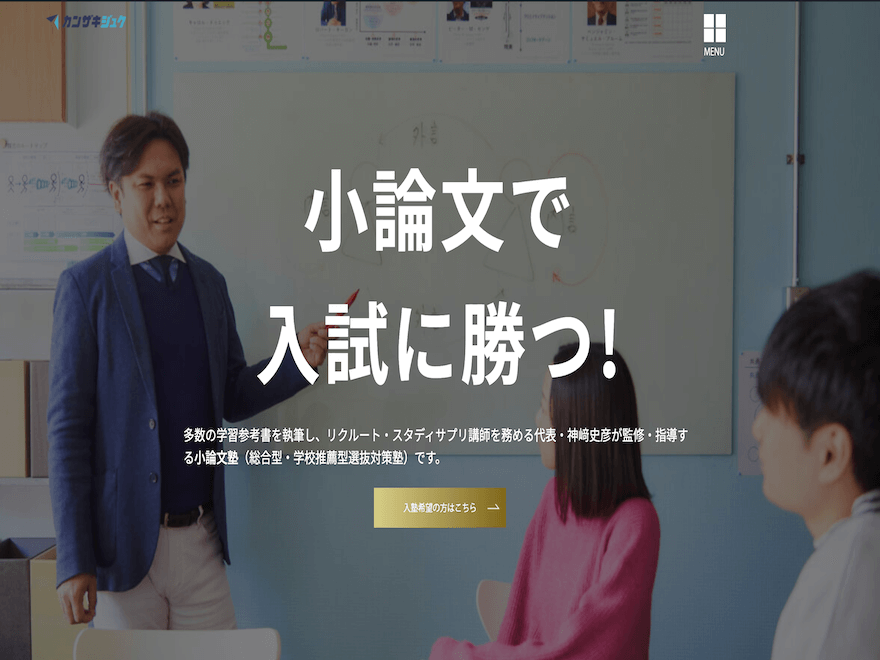 カンザキジュク
MENU
外言
小論文で
入試に勝つ!
多数の学習参考書を執筆し、リクルート・スタディサプリ講師を務める代表・神﨑史彦が監修・指導す
る小論文塾（総合型・学校推薦型選抜対策塾）です。
入塾希望の方はこちら